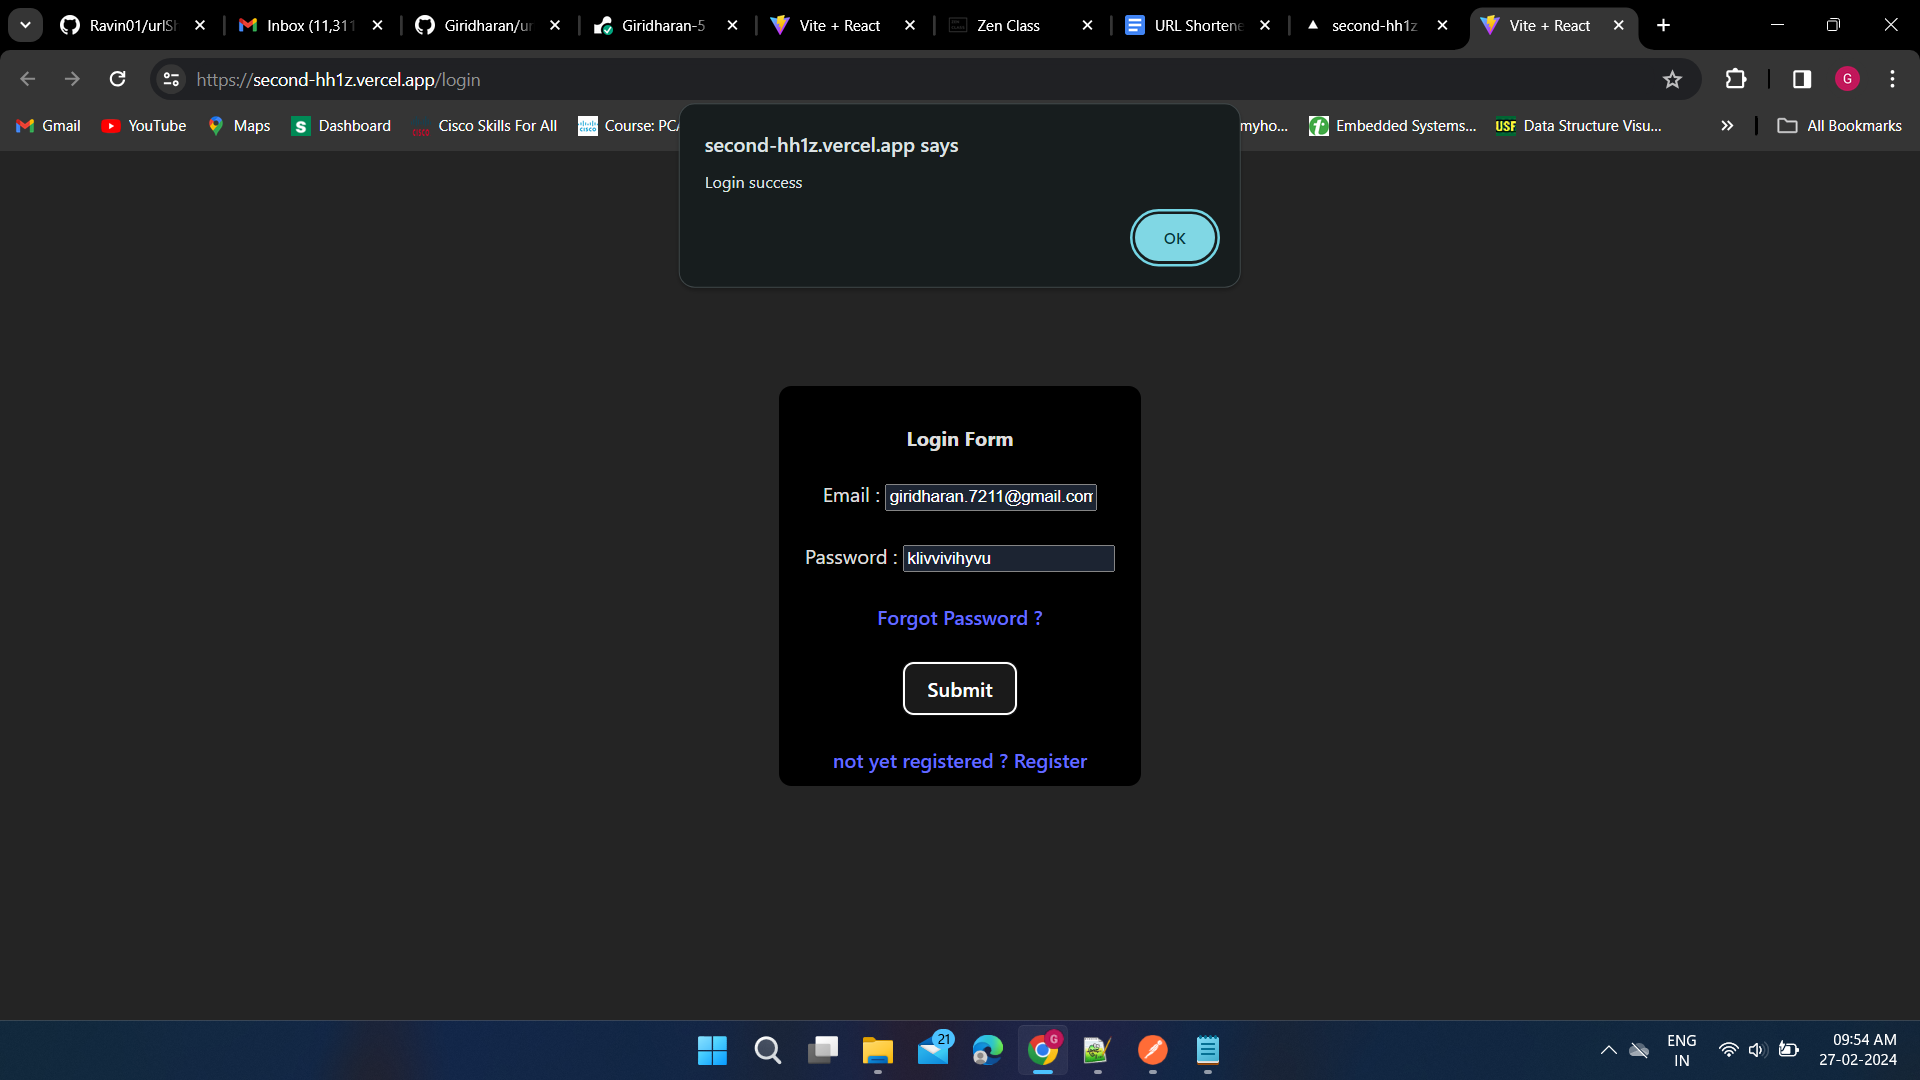 Ravin01/urlSh
Inbox (11,311
Giridharan/ur
Giridharan-5
Vite + React
Zen Class
URL Shortene
second-hh1z
Vite + React
https://second-hh1z.vercel.app/login
G
Gmail
YouTube
Maps
S Dashboard
Cisco Skills For All
Course: PCA
myho...
Embedded Systems...
USF Data Structure Visu...
All Bookmarks
second-hh1z.vercel.app says
Login success
OK
Login Form
Email : giridharan.7211@gmail.com
Password : klivvivihyvu
Forgot Password ?
Submit
not yet registered ? Register
21
G
ENG
IN
09:54 AM
27-02-2024